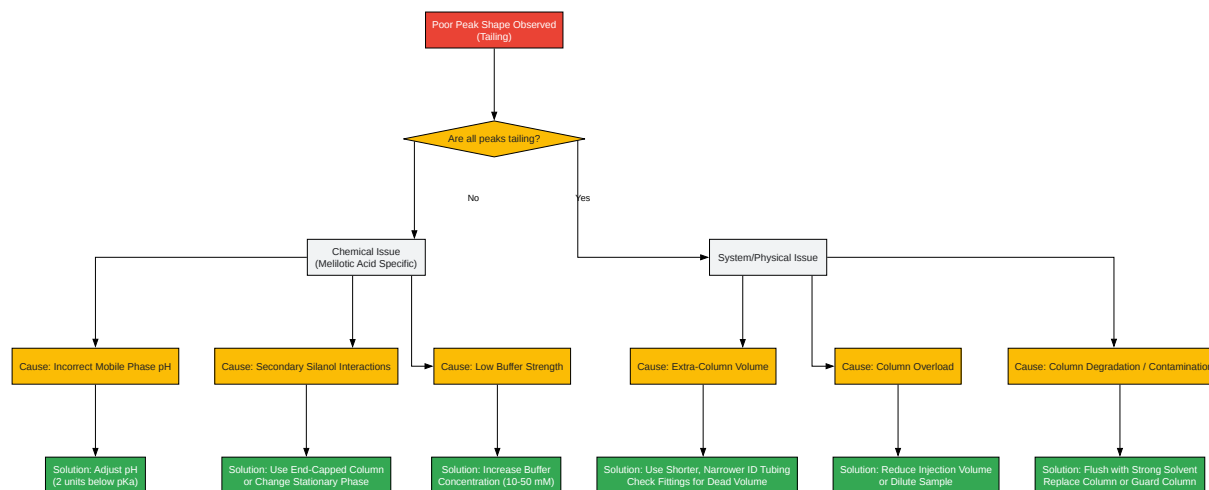 Poor Peak Shape Observed
(Tailing)
Are all peaks tailing?
No
Yes
Chemical Issue
(Melilotic Acid Specific)
System/Physical Issue
Cause: Incorrect Mobile Phase pH
Cause: Secondary Silanol Interactions
Cause: Low Buffer Strength
Cause: Extra-Column Volume
Cause: Column Overload
Cause: Column Degradation / Contaminatio
Solution: Adjust pH
(2 units below pKa)
Solution: Use End-Capped Column
or Change Stationary Phase
Solution: Increase Buffer
Concentration (10-50 mM)
Solution: Use Shorter, Narrower ID Tubing
Check Fittings for Dead Volume
Solution: Reduce Injection Volume
or Dilute Sample
Solution: Flush with Strong Solvent
Replace Column or Guard Column